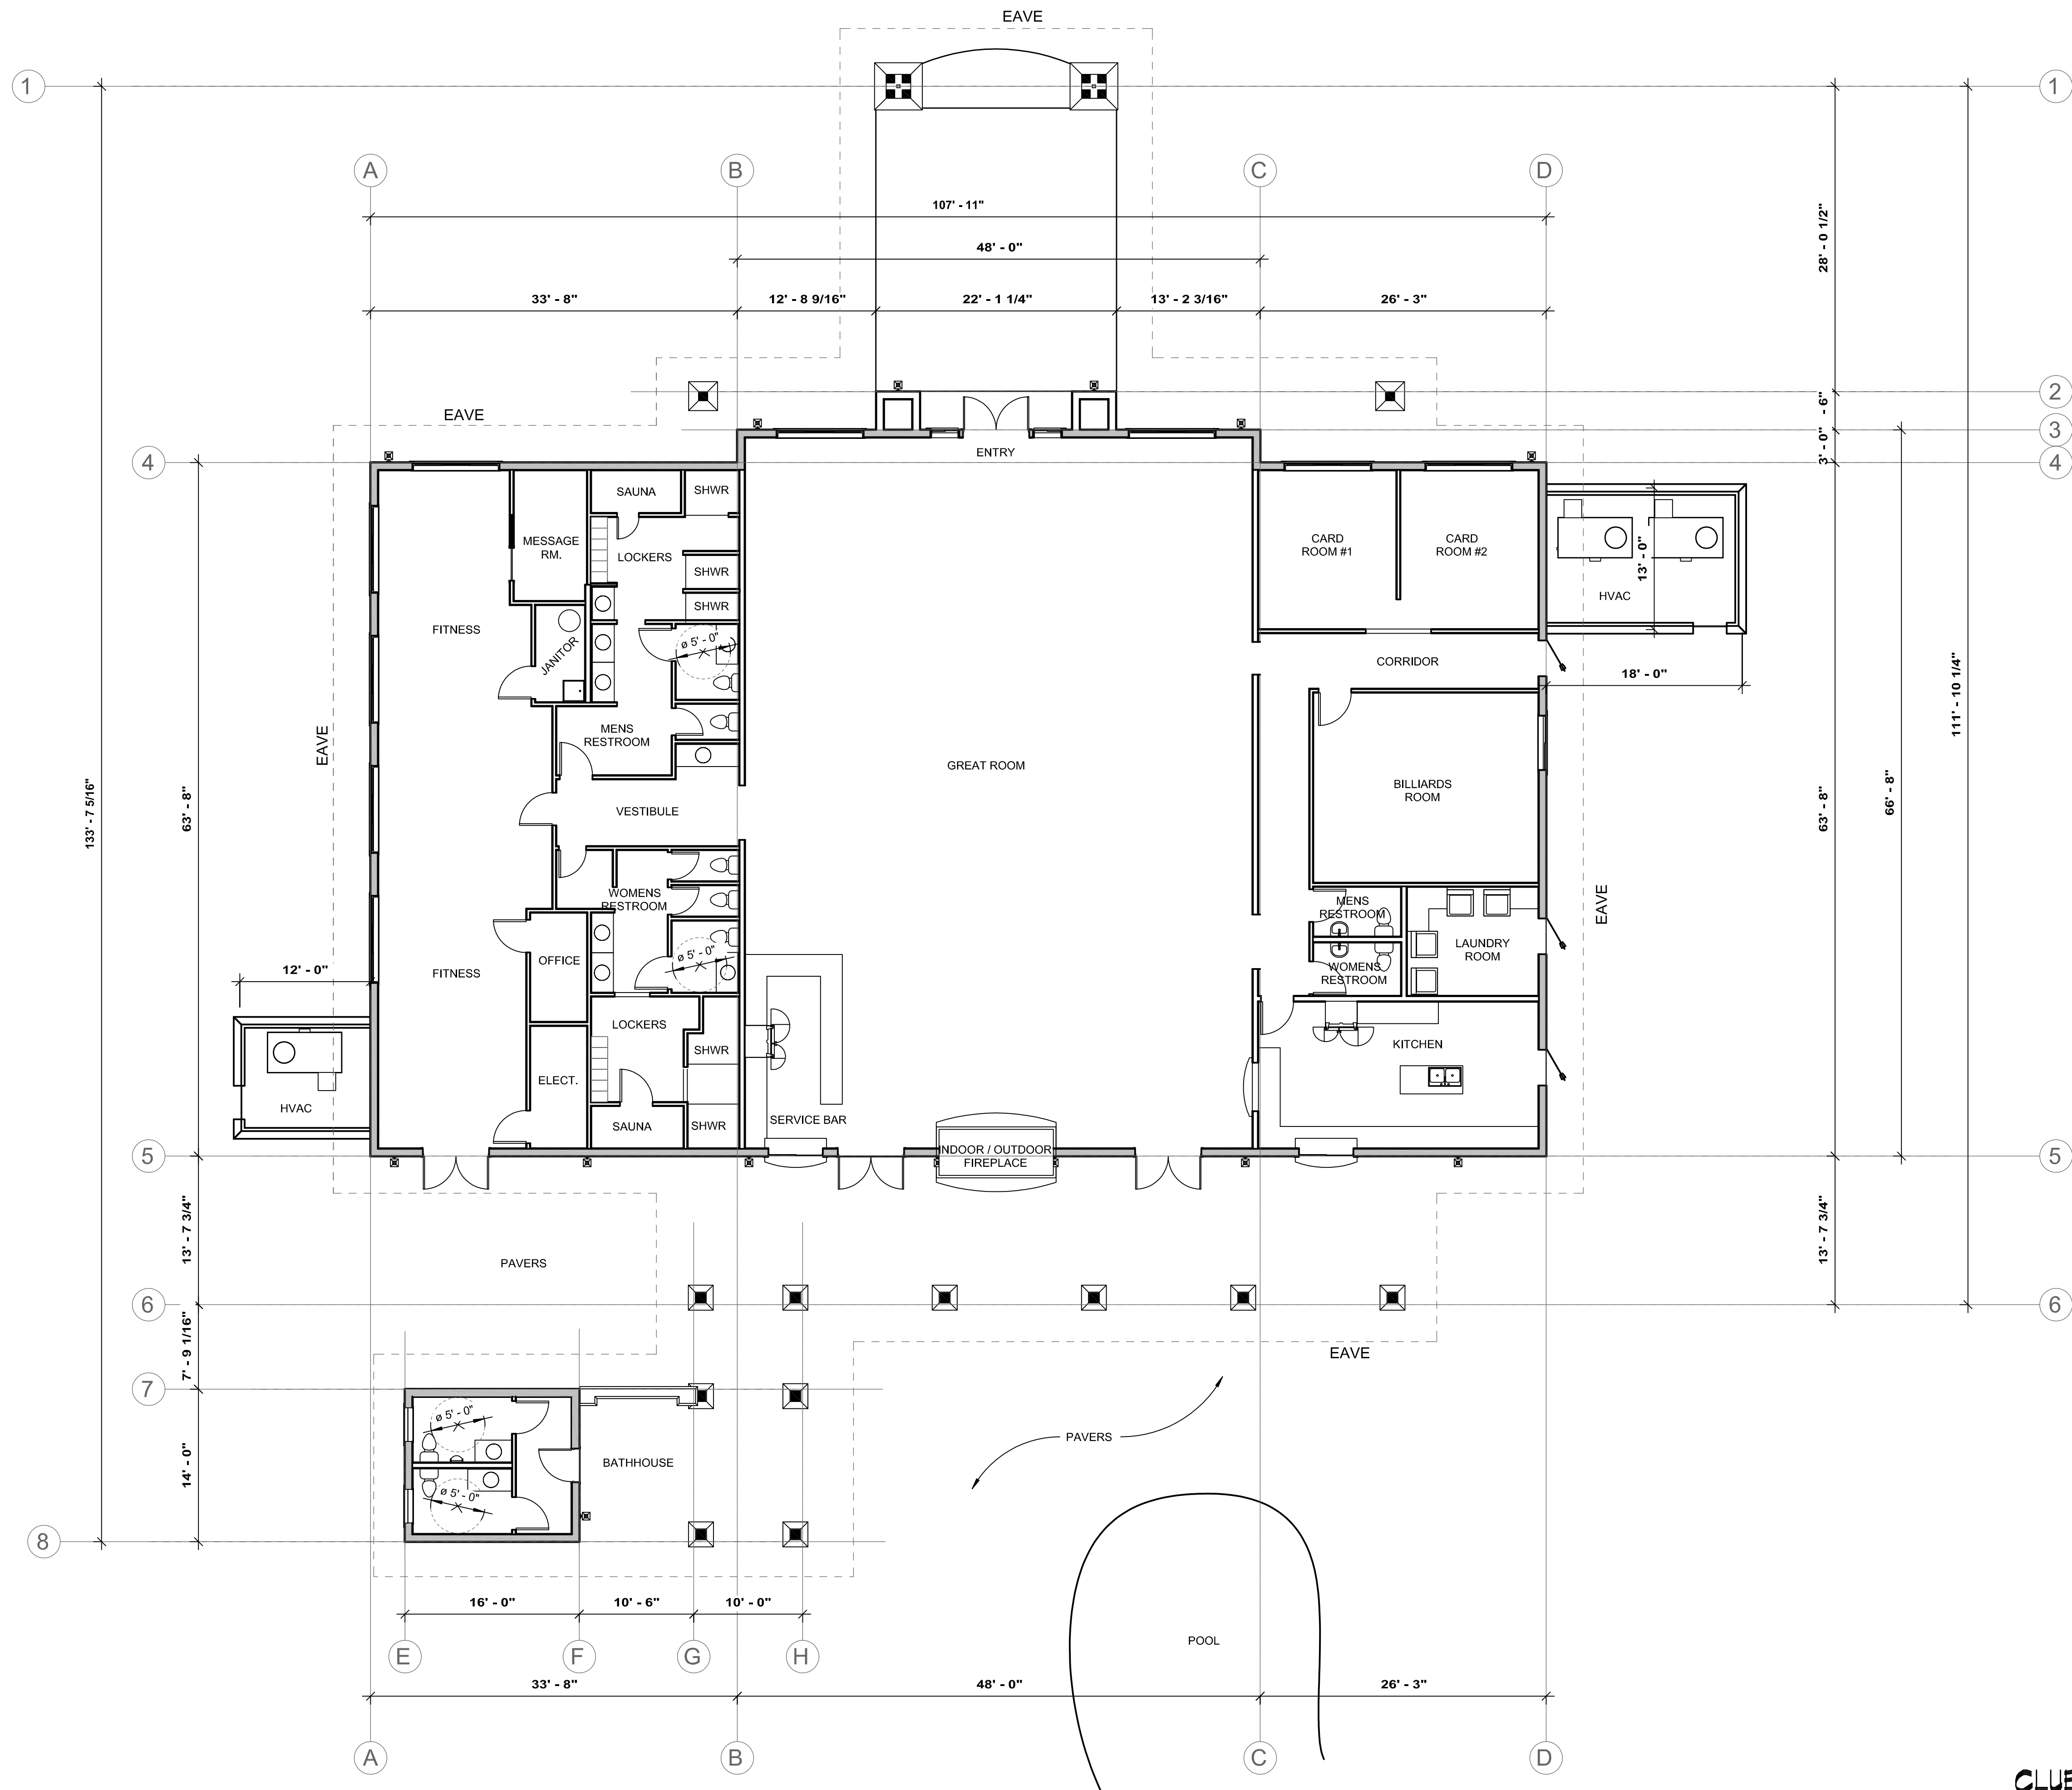 EAVE
1
1
A
B
C
D
107' - 11"
48' - 0"
33' - 8"
12' - 8 9/16"
22' - 1 1/4"
13' - 2 3/16"
26' - 3"
28' - 0 1/2"
EAVE
2
- 6"
3
3' - 0"
4
4
ENTRY
SAUNA
SHWR
MESSAGE
RM.
LOCKERS
SHWR
SHWR
CARD
ROOM #1
CARD
ROOM #2
13' - 0"
HVAC
FITNESS
JANITOR
ø 5' - 0"
CORRIDOR
18' - 0"
111' - 10 1/4"
EAVE
MENS
RESTROOM
GREAT ROOM
BILLIARDS
ROOM
133' - 7 5/16"
63' - 8"
VESTIBULE
63' - 8"
66' - 8"
WOMENS
RESTROOM
MENS
RESTROOM
EAVE
12' - 0"
FITNESS
OFFICE
ø 5' - 0"
LAUNDRY
ROOM
WOMENS
RESTROOM
LOCKERS
SHWR
KITCHEN
ELECT.
HVAC
SAUNA
SHWR
SERVICE BAR
INDOOR / OUTDOOR
FIREPLACE
5
5
13' - 7 3/4"
13' - 7 3/4"
PAVERS
6
6
7' - 9 1/16"
EAVE
7
ø 5' - 0"
PAVERS
14' - 0"
BATHHOUSE
ø 5' - 0"
8
16' - 0"
10' - 6"
10' - 0"
E
F
G
H
POOL
33' - 8"
48' - 0"
26' - 3"
A
B
C
D